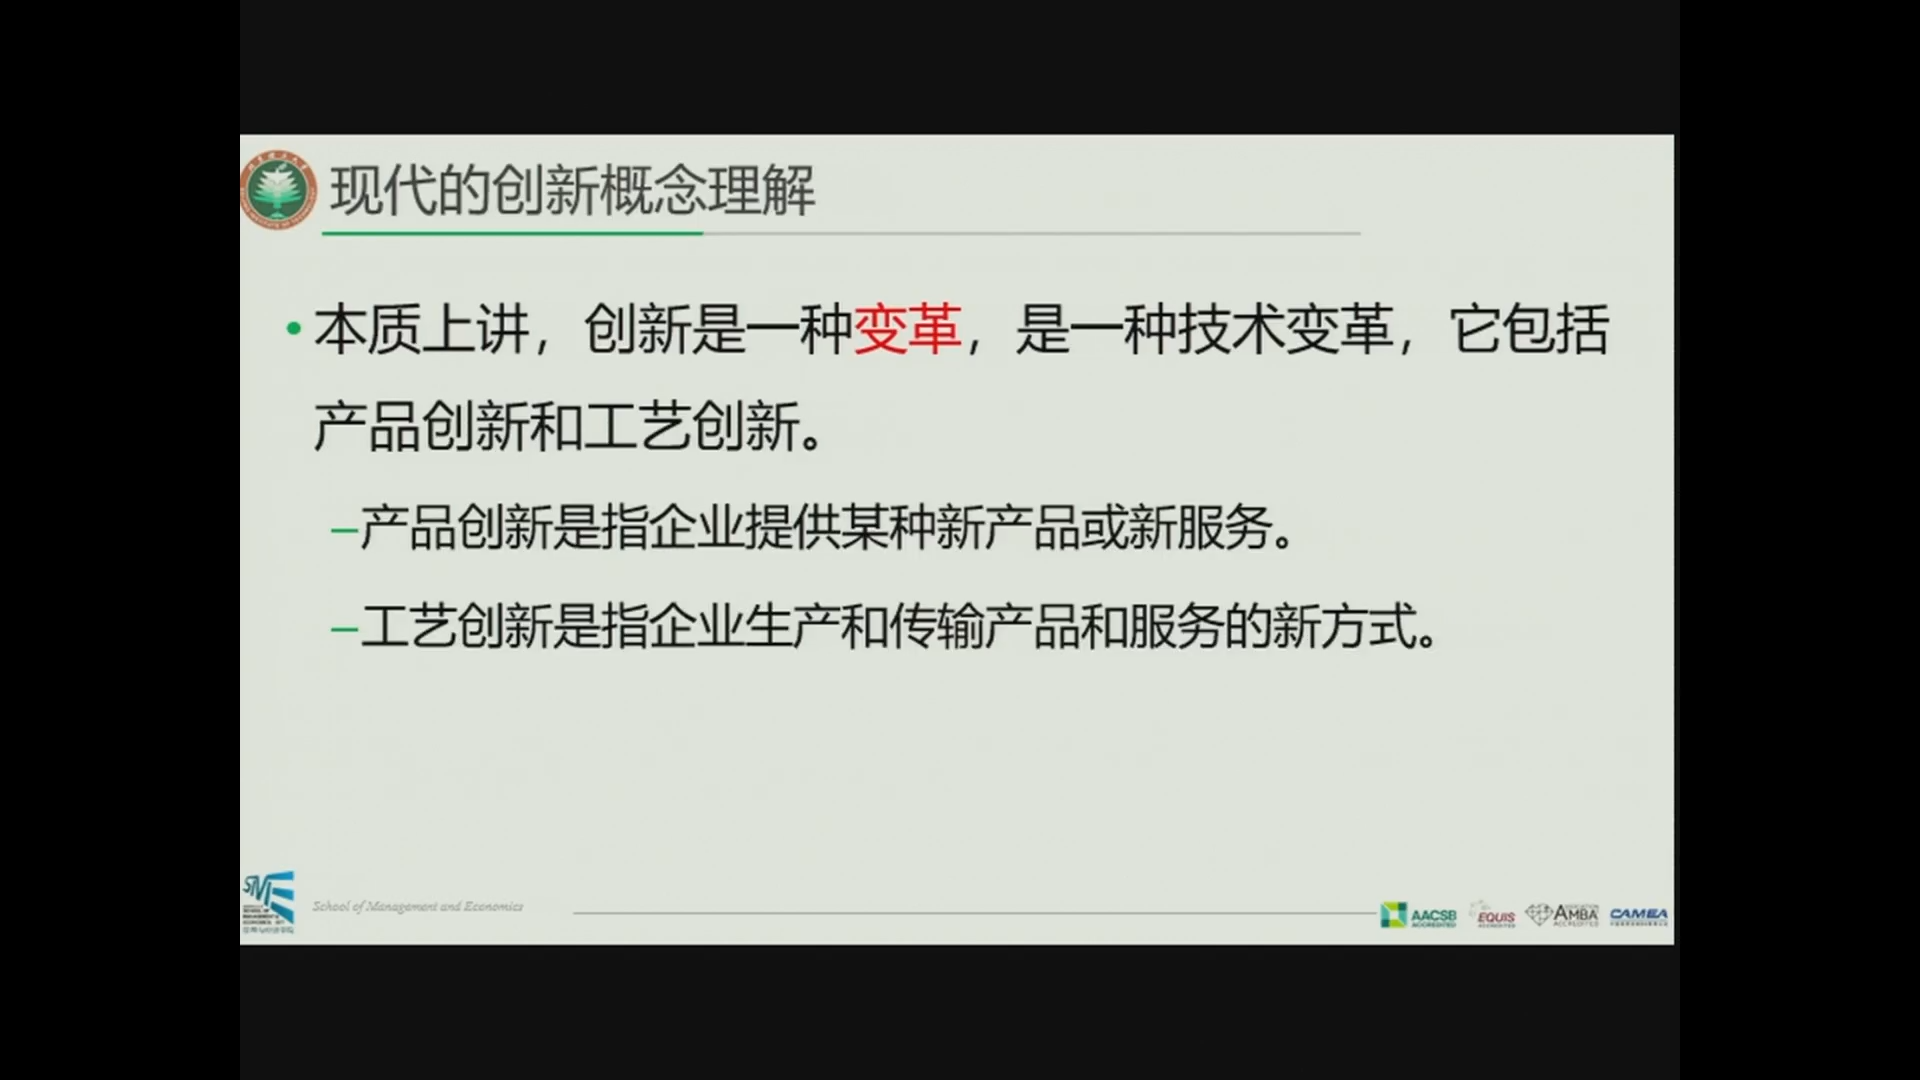 现代的创新概念理解
•本质上讲，创新是一种变革，是一种技术变革，它包括
产品创新和工艺创新。
–产品创新是指企业提供某种新产品或新服务。
–工艺创新是指企业生产和传输产品和服务的新方式。
School of Management and Economics
AACSB
ACCREDITED
EQUIS
ACCREDITED
AMBA
ACCREDITED
CAMEA